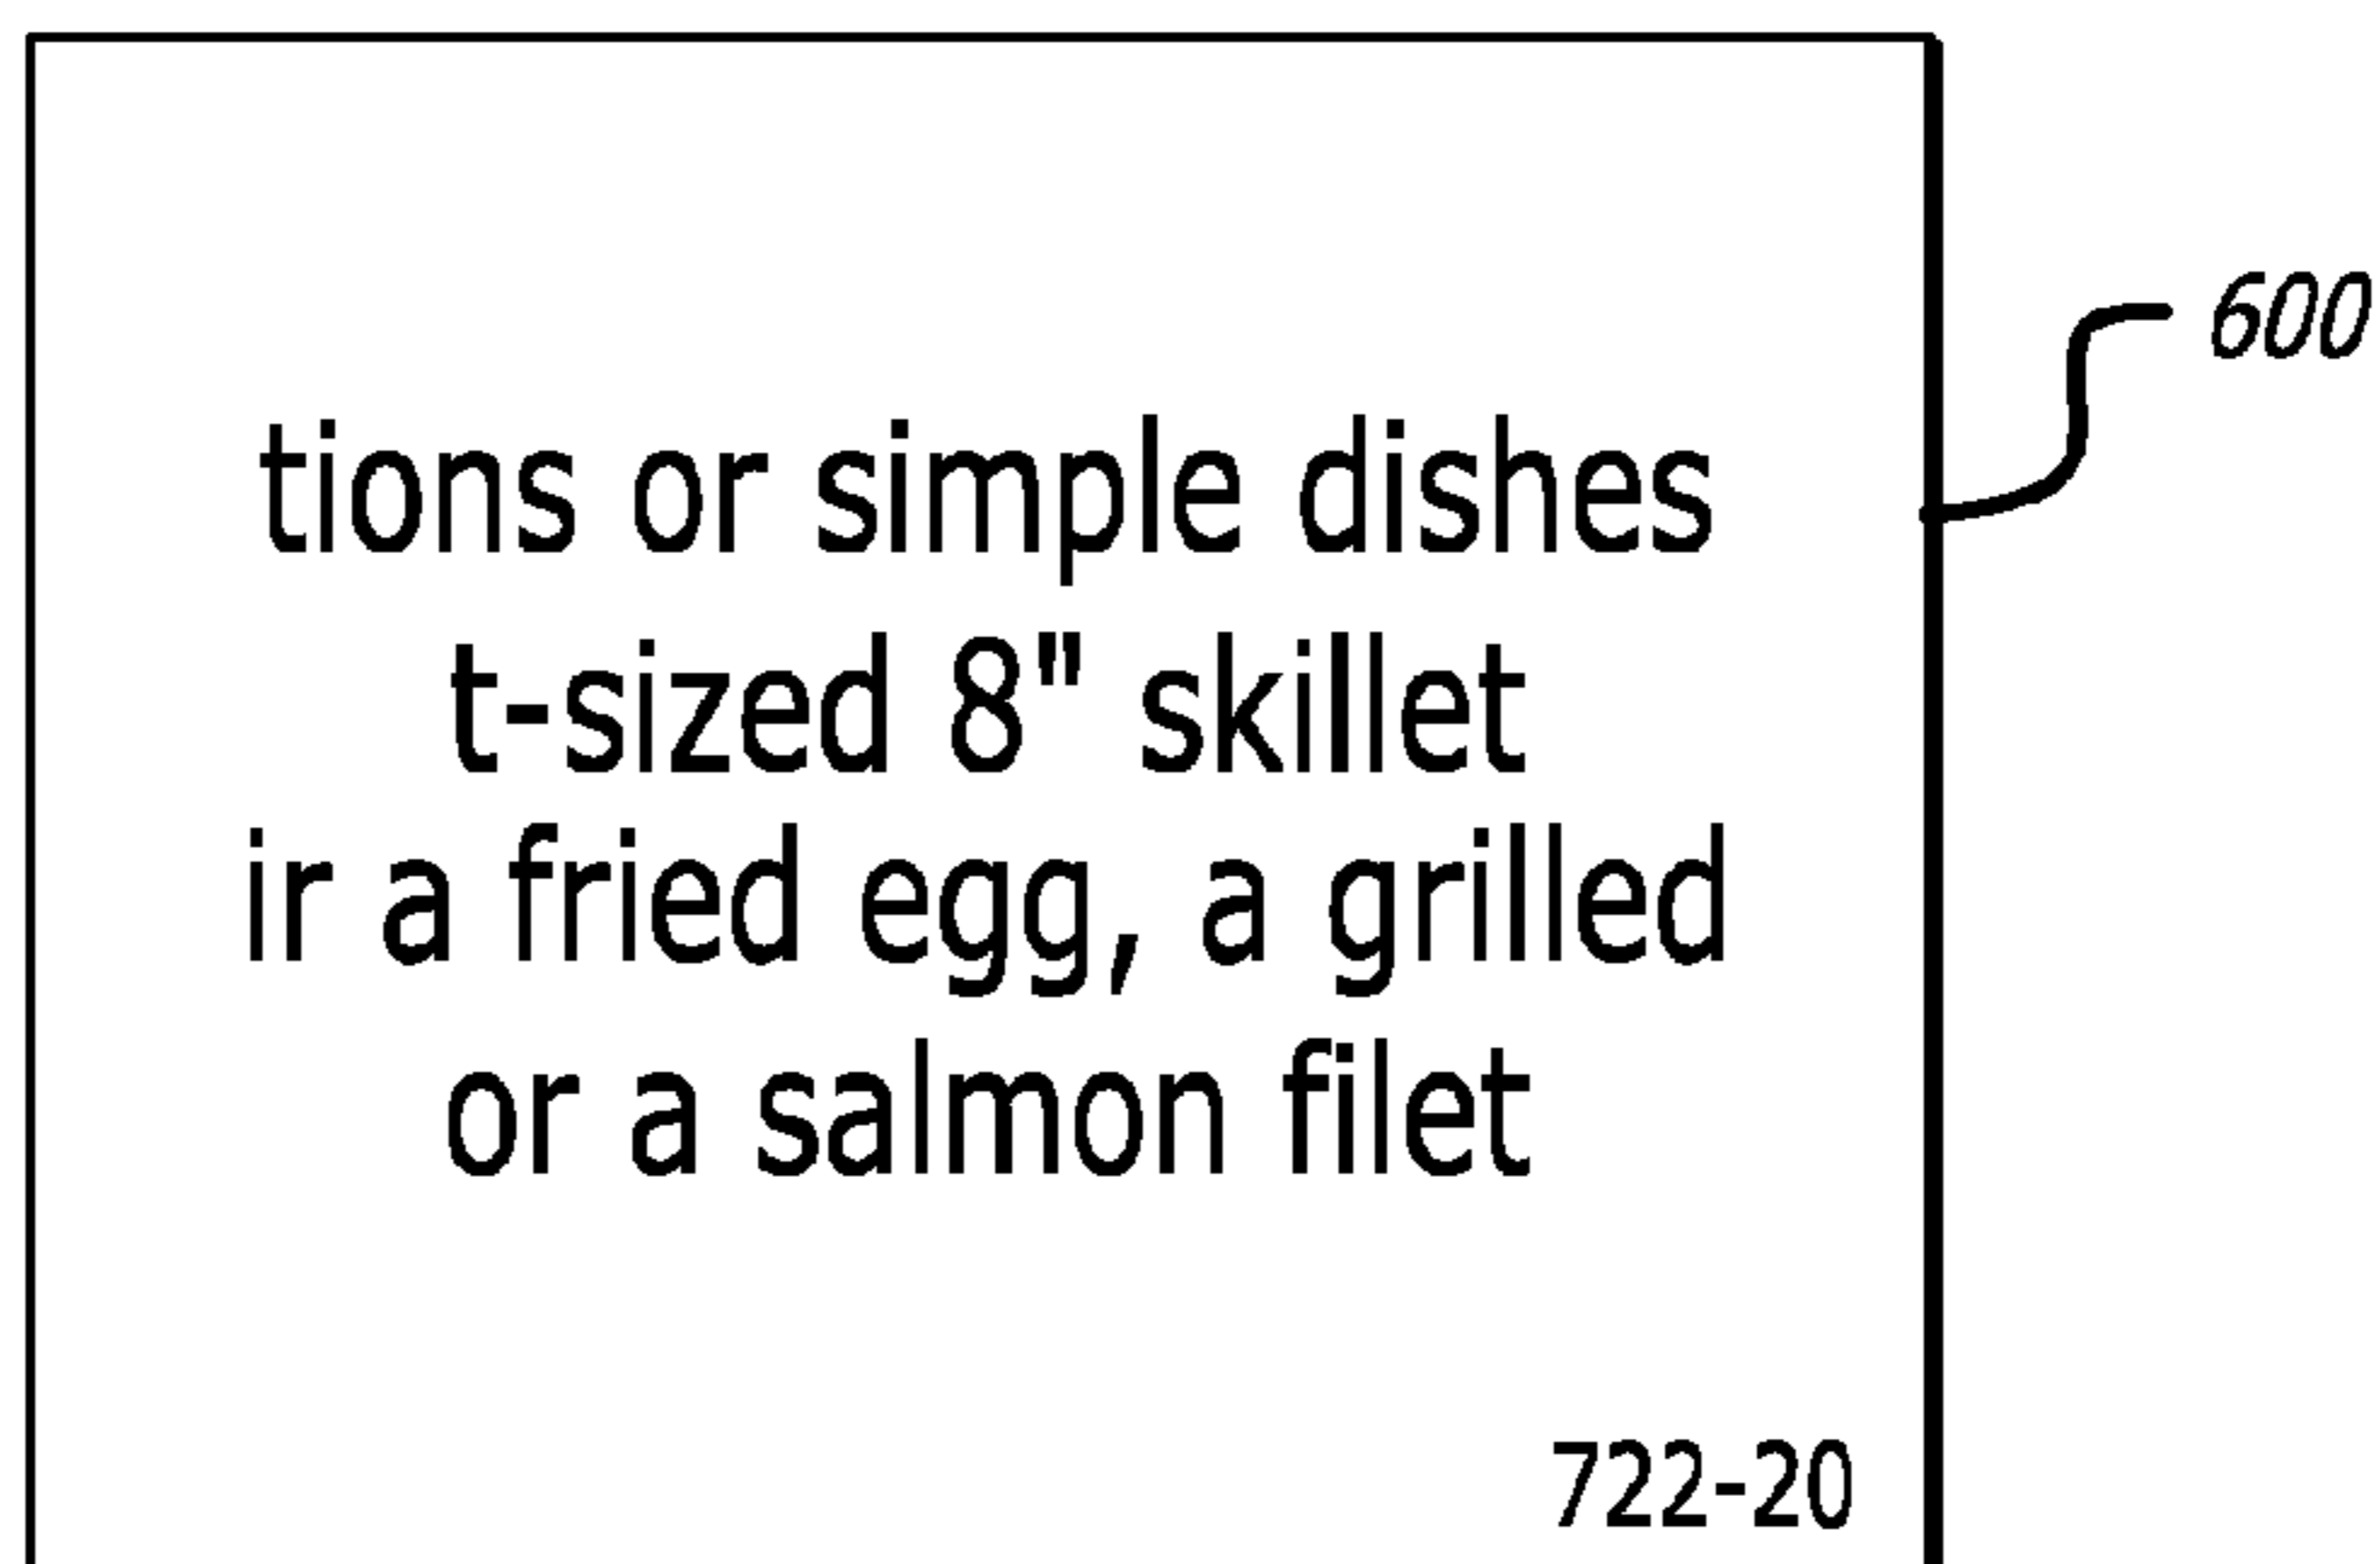 600
tions or simple dishes
t-sized 8" skillet
ir a fried egg, a grilled
or a salmon filet
722-20